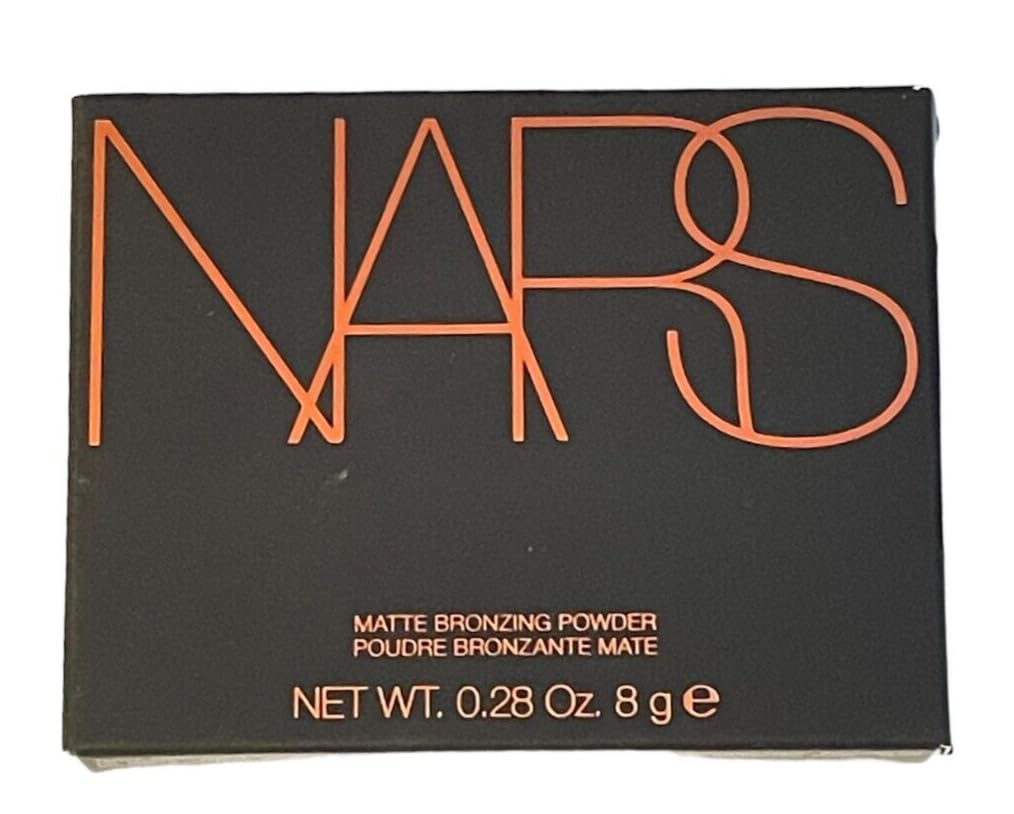 NARS
MATTE BRONZING POWDER
POUDRE BRONZANTE MATE
NET WT. 0.28 Oz. 8 g ℮